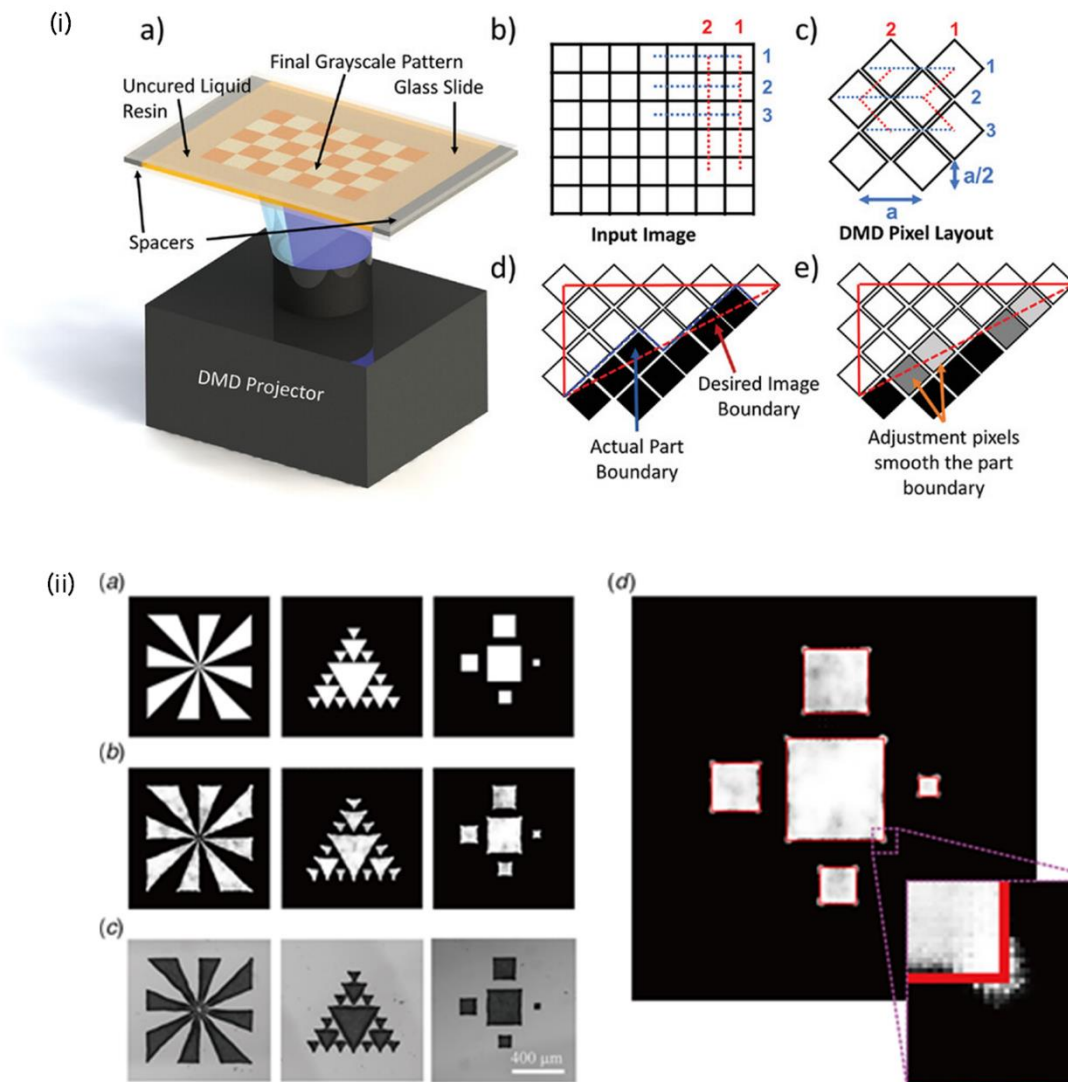 (i)
a)
Final Grayscale Pattern
Glass Slide
Uncured Liquid
Resin
Spacers
DMD Projector
b)
2 1
1
2
3
Input Image
c)
2 1
1
2
3
a/2
a
DMD Pixel Layout
d)
Desired Image
Boundary
Actual Part
Boundary
e)
Adjustment pixels
smooth the part
boundary
(ii)
(a)
(b)
(c)
400 µm
(d)